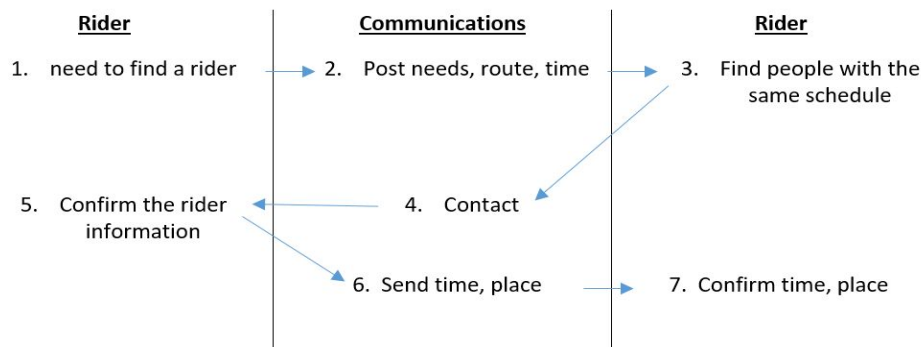 Rider Communications Rider
1. need to find a rider 2. Post needs, route, time 3. Find people with the
same schedule
5. Confirm the rider 4. Contact
information
6. Send time, place 7. Confirm time, place